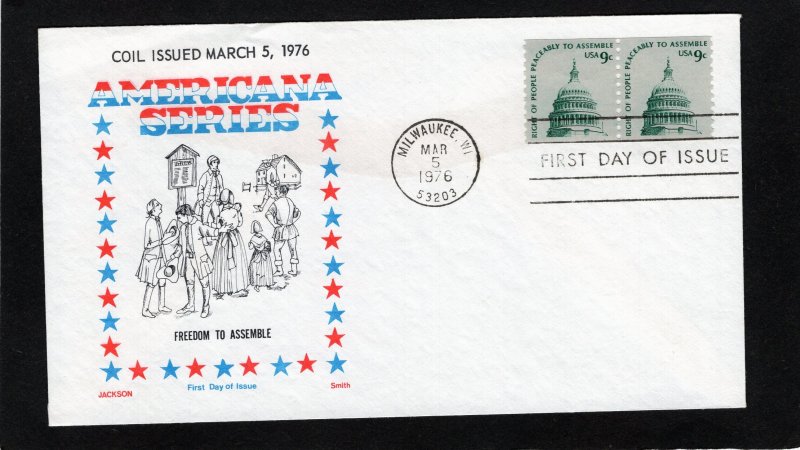 COIL ISSUED MARCH 5, 1976
AMERICANA
SERIES
FREEDOM TO ASSEMBLE
JACKSON
First Day of Issue
Smith
MILWAUKEE, WI
MAR
5
1976
53203
RIGHT OF PEOPLE PEACEABLY TO ASSEMBLE
USA 9c
RIGHT OF PEOPLE PEACEABLY TO ASSEMBLE
USA 9c
FIRST DAY OF ISSUE